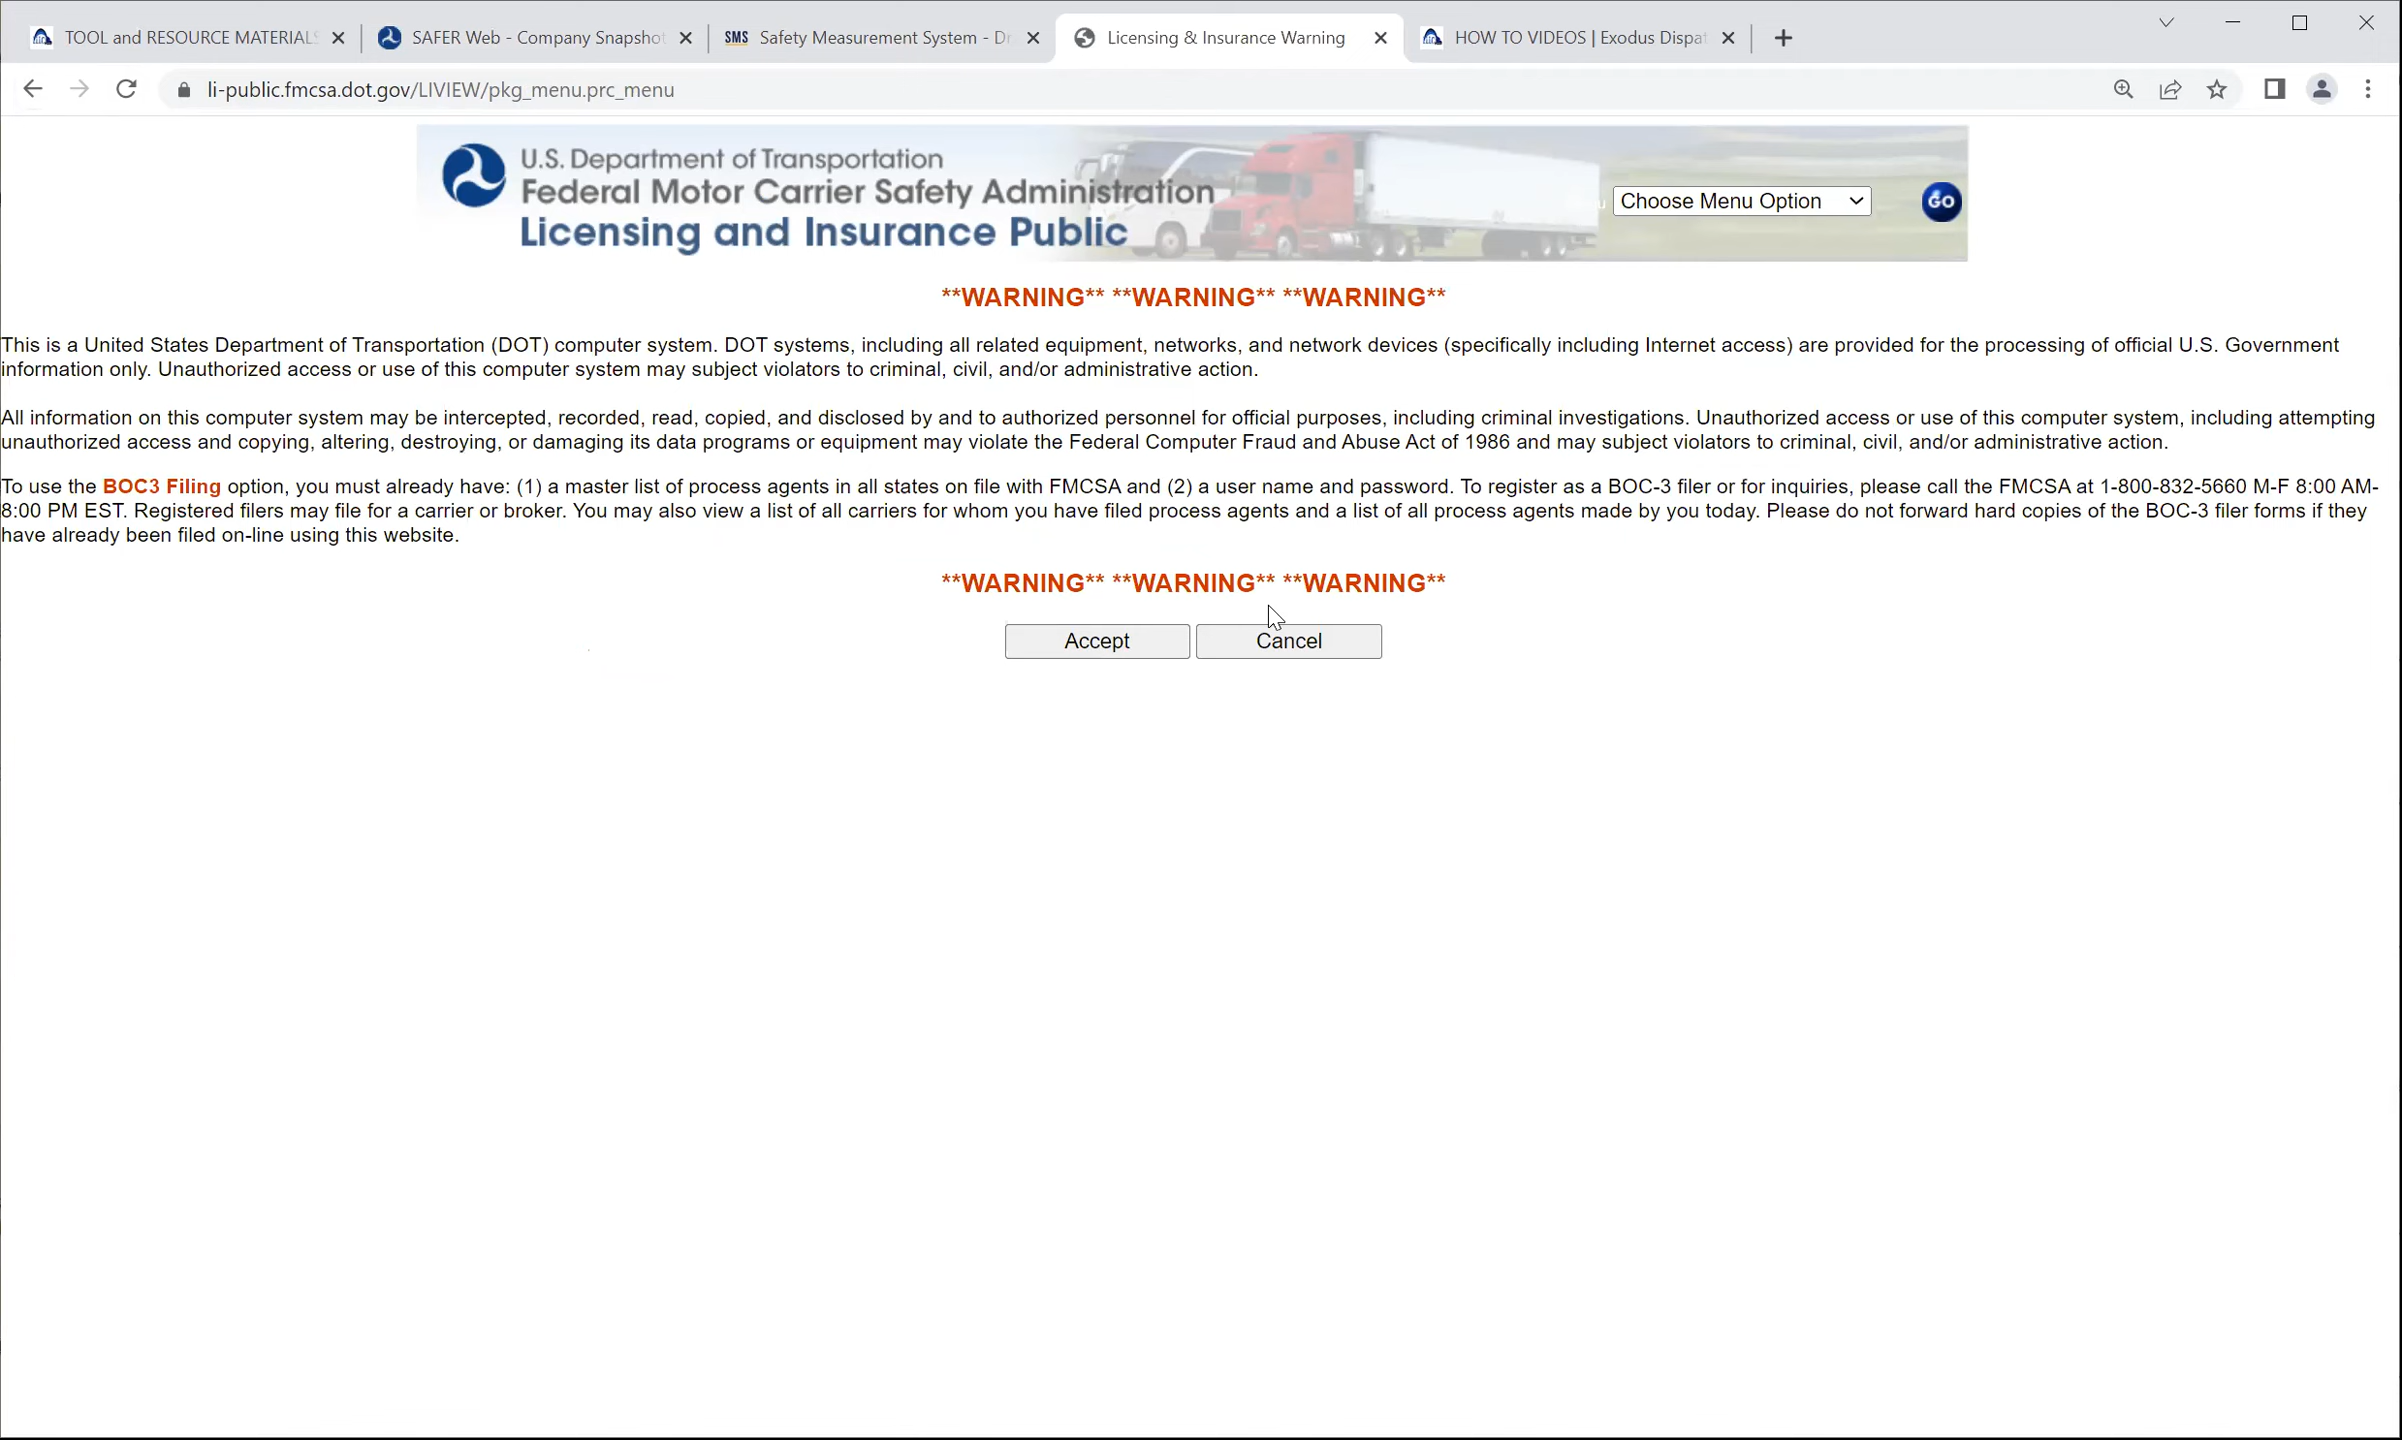 TOOL and RESOURCE MATERIALS
SAFER Web - Company Snapshot
SMS Safety Measurement System - Dr
Licensing & Insurance Warning
HOW TO VIDEOS | Exodus Dispat
li-public.fmcsa.dot.gov/LIVIEW/pkg_menu.prc_menu
U.S. Department of Transportation
Federal Motor Carrier Safety Administration
Licensing and Insurance Public
Choose Menu Option
GO
**WARNING** **WARNING** **WARNING**
This is a United States Department of Transportation (DOT) computer system. DOT systems, including all related equipment, networks, and network devices (specifically including Internet access) are provided for the processing of official U.S. Government
information only. Unauthorized access or use of this computer system may subject violators to criminal, civil, and/or administrative action.
All information on this computer system may be intercepted, recorded, read, copied, and disclosed by and to authorized personnel for official purposes, including criminal investigations. Unauthorized access or use of this computer system, including attempting
unauthorized access and copying, altering, destroying, or damaging its data programs or equipment may violate the Federal Computer Fraud and Abuse Act of 1986 and may subject violators to criminal, civil, and/or administrative action.
To use the BOC3 Filing option, you must already have: (1) a master list of process agents in all states on file with FMCSA and (2) a user name and password. To register as a BOC-3 filer or for inquiries, please call the FMCSA at 1-800-832-5660 M-F 8:00 AM-
8:00 PM EST. Registered filers may file for a carrier or broker. You may also view a list of all carriers for whom you have filed process agents and a list of all process agents made by you today. Please do not forward hard copies of the BOC-3 filer forms if they
have already been filed on-line using this website.
**WARNING** **WARNING** **WARNING**
Accept
Cancel